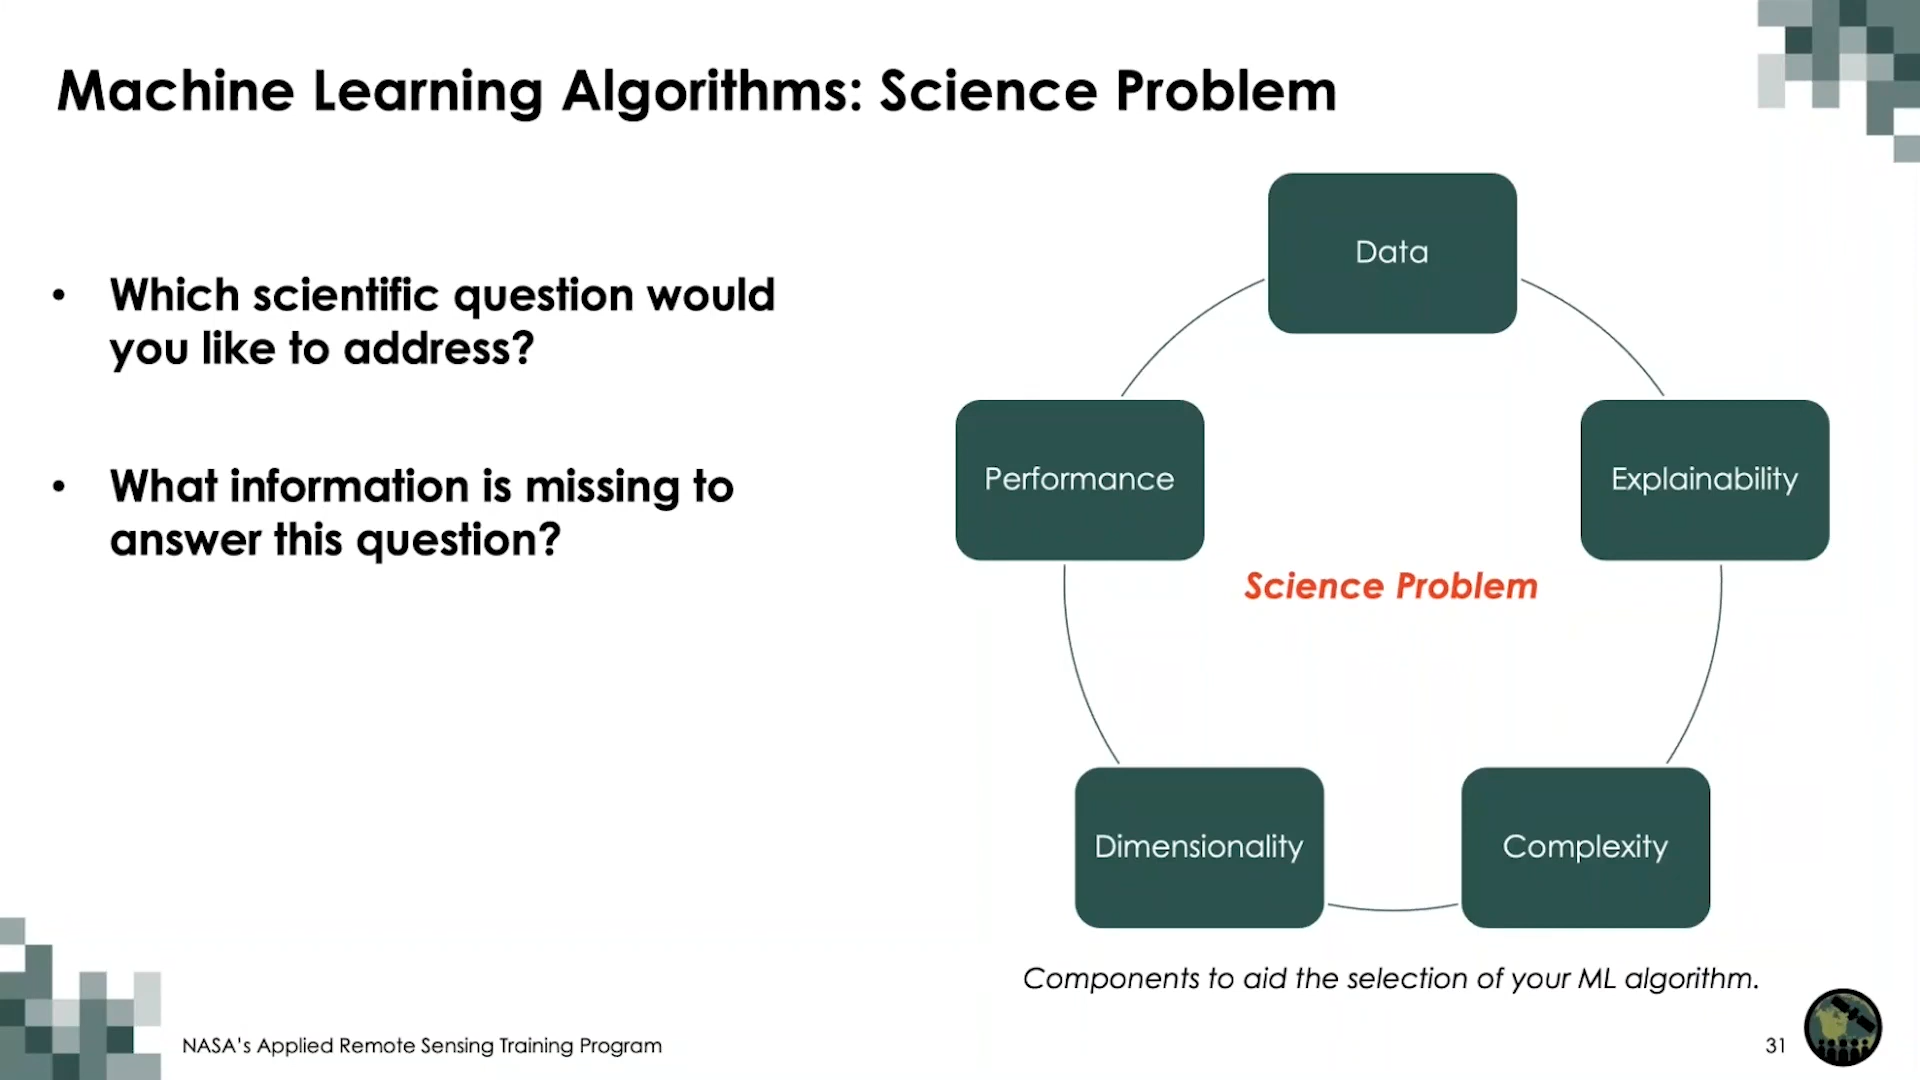 Machine Learning Algorithms: Science Problem
• Which scientific question would
you like to address?
• What information is missing to
answer this question?
Data
Performance
Explainability
Science Problem
Dimensionality
Complexity
Components to aid the selection of your ML algorithm.
NASA's Applied Remote Sensing Training Program
31